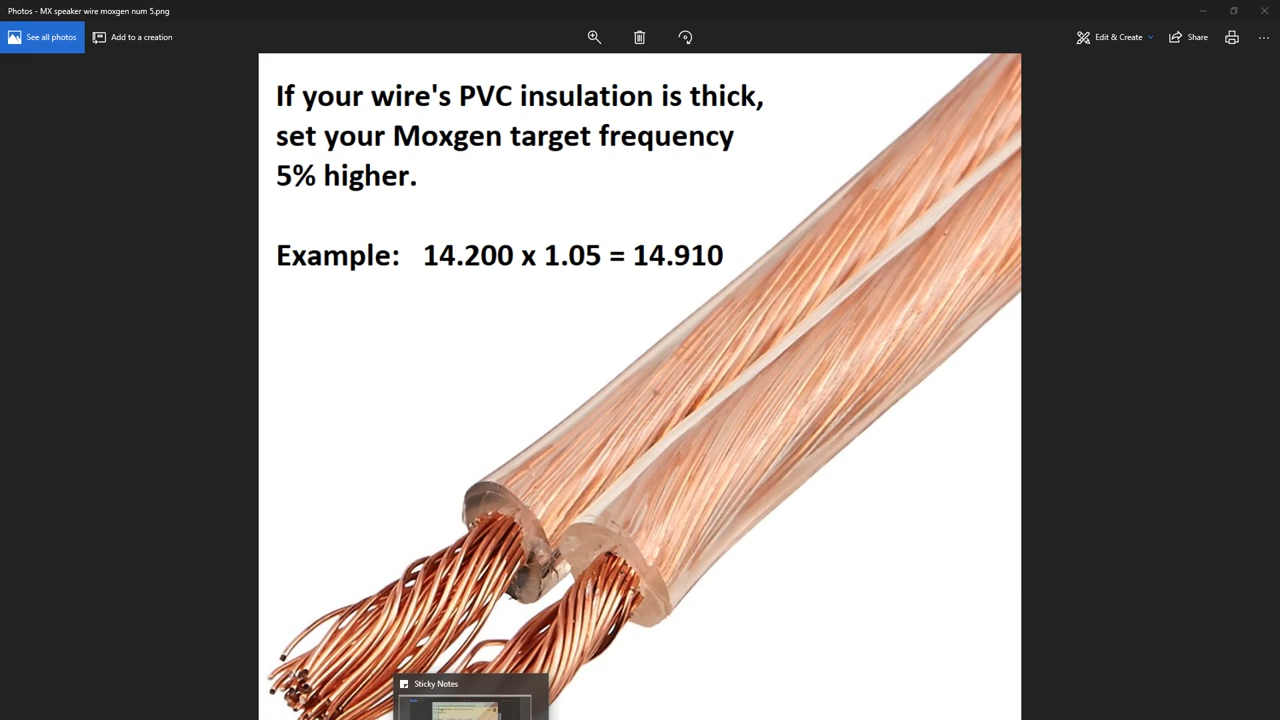 Photos - MX speaker wire moxgen num 5.png
See all photos
Add to a creation
Edit & Create
Share
If your wire's PVC insulation is thick,
set your Moxgen target frequency
5% higher.
Example: 14.200 x 1.05 = 14.910
Sticky Notes